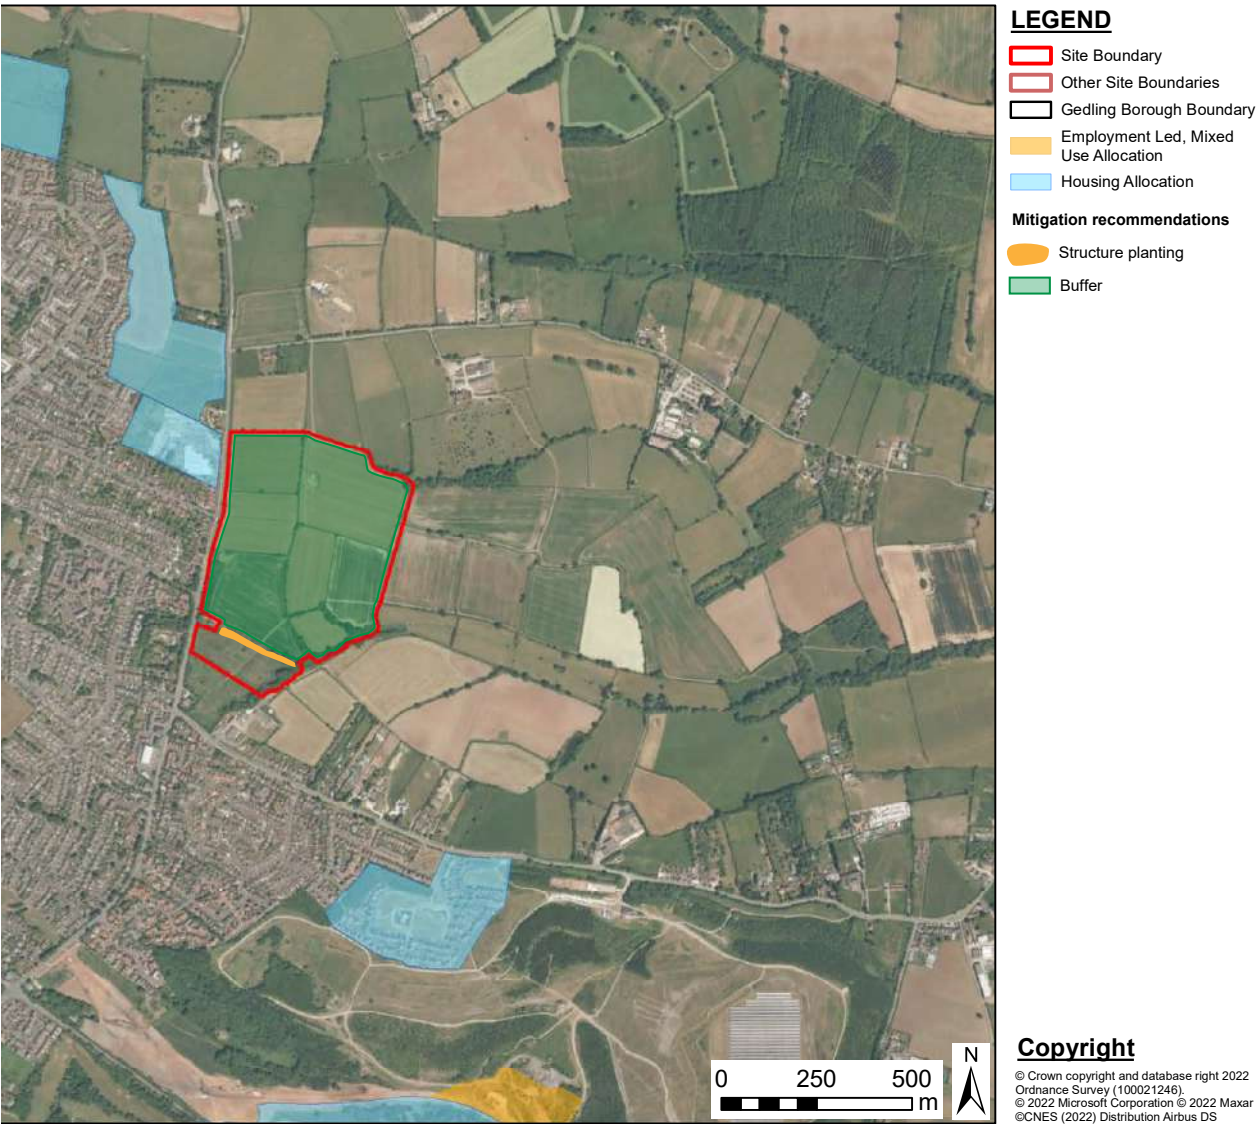 LEGEND
Site Boundary
Other Site Boundaries
Gedling Borough Boundary
Employment Led, Mixed
Use Allocation
Housing Allocation
Mitigation recommendations
Structure planting
Buffer
0 250 500
m
N
Copyright
© Crown copyright and database right 2022
Ordnance Survey (100021246).
© 2022 Microsoft Corporation © 2022 Maxar
©CNES (2022) Distribution Airbus DS